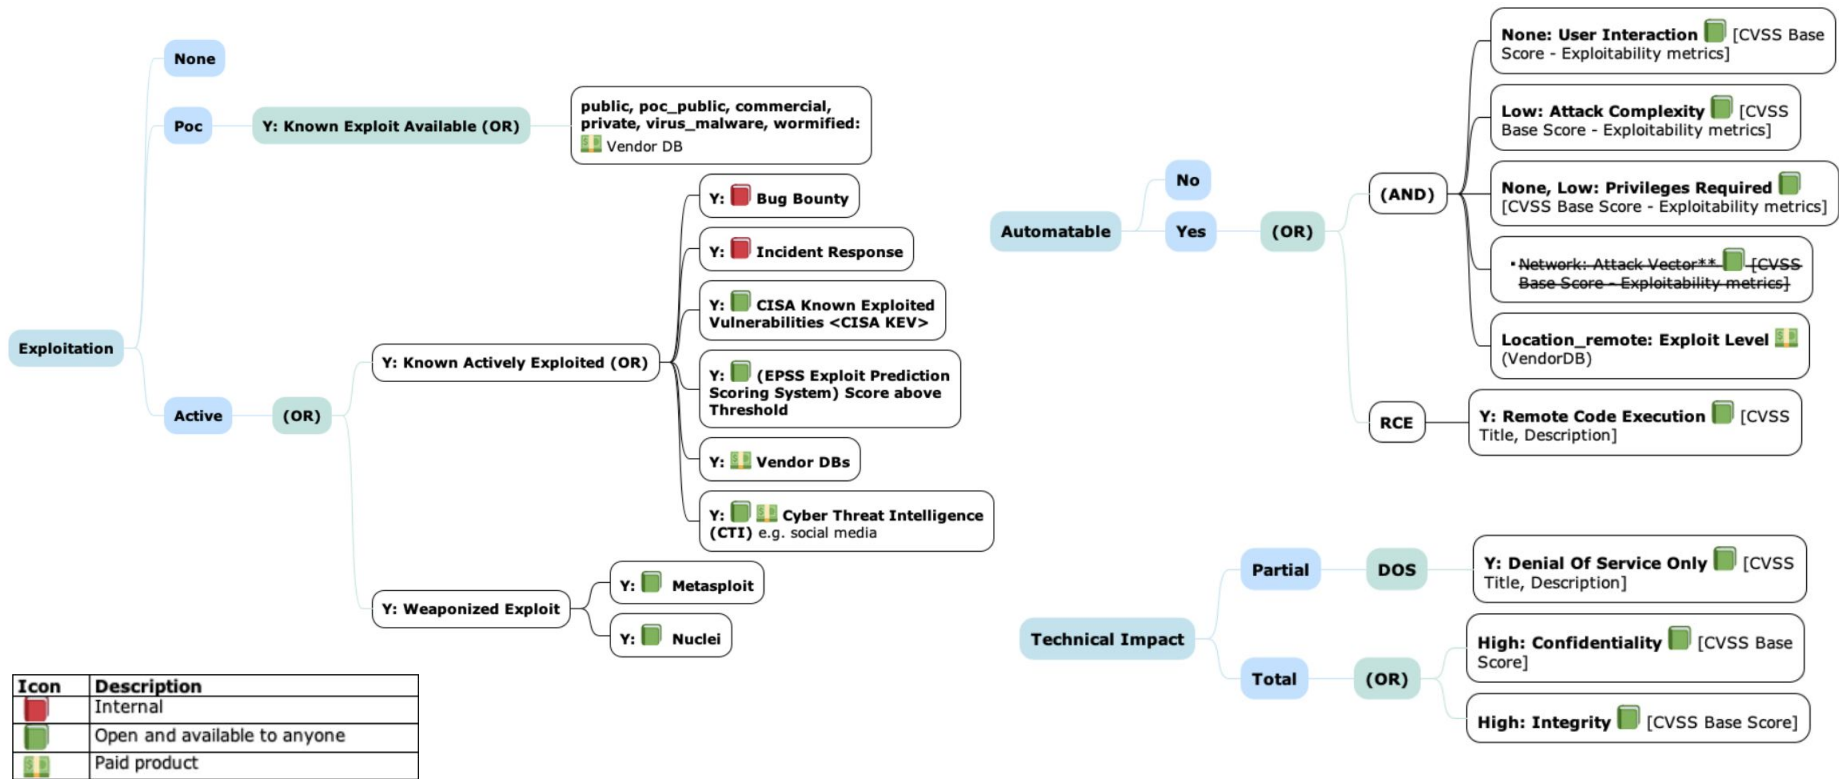 None
Poc
Y: Known Exploit Available (OR)
public, poc_public, commercial,
private, virus_malware, wormified:
Vendor DB
Exploitation
Active
(OR)
Y: Known Actively Exploited (OR)
Y: Bug Bounty
Y: Incident Response
Y: CISA Known Exploited
Vulnerabilities <CISA KEV>
Y: (EPSS Exploit Prediction
Scoring System) Score above
Threshold
Y: Vendor DBs
Y: Cyber Threat Intelligence
(CTI) e.g. social media
Y: Weaponized Exploit
Y: Metasploit
Y: Nuclei
Icon Description
Internal
Open and available to anyone
Paid product
Automatable
No
Yes
(OR)
(AND)
None: User Interaction [CVSS Base
Score - Exploitability metrics]
Low: Attack Complexity [CVSS
Base Score - Exploitability metrics]
None, Low: Privileges Required
[CVSS Base Score - Exploitability metrics]
▪ Network: Attack Vector** [CVSS
Base Score - Exploitability metrics]
Location_remote: Exploit Level
(VendorDB)
RCE
Y: Remote Code Execution [CVSS
Title, Description]
Technical Impact
Partial
DOS
Y: Denial Of Service Only [CVSS
Title, Description]
Total
(OR)
High: Confidentiality [CVSS Base
Score]
High: Integrity [CVSS Base Score]